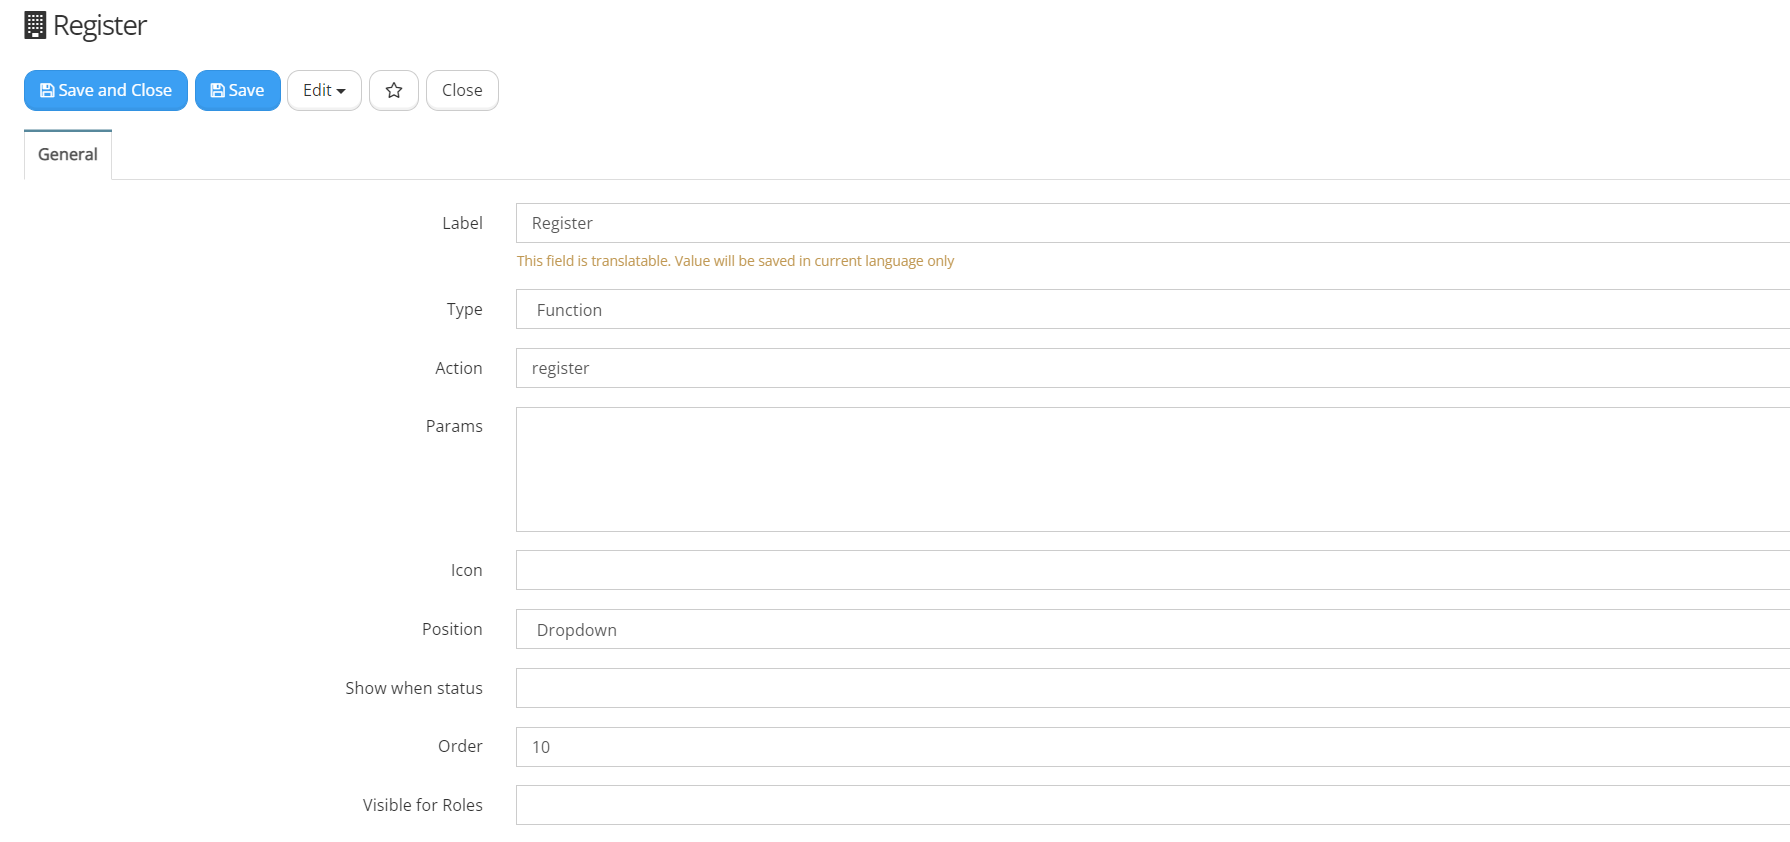 Register
Save and Close Save Edit Close
General
Label Register
This field is translatable. Value will be saved in current language only
Type Function
Action register
Params
Icon
Position Dropdown
Show when status
Order 10
Visible for Roles